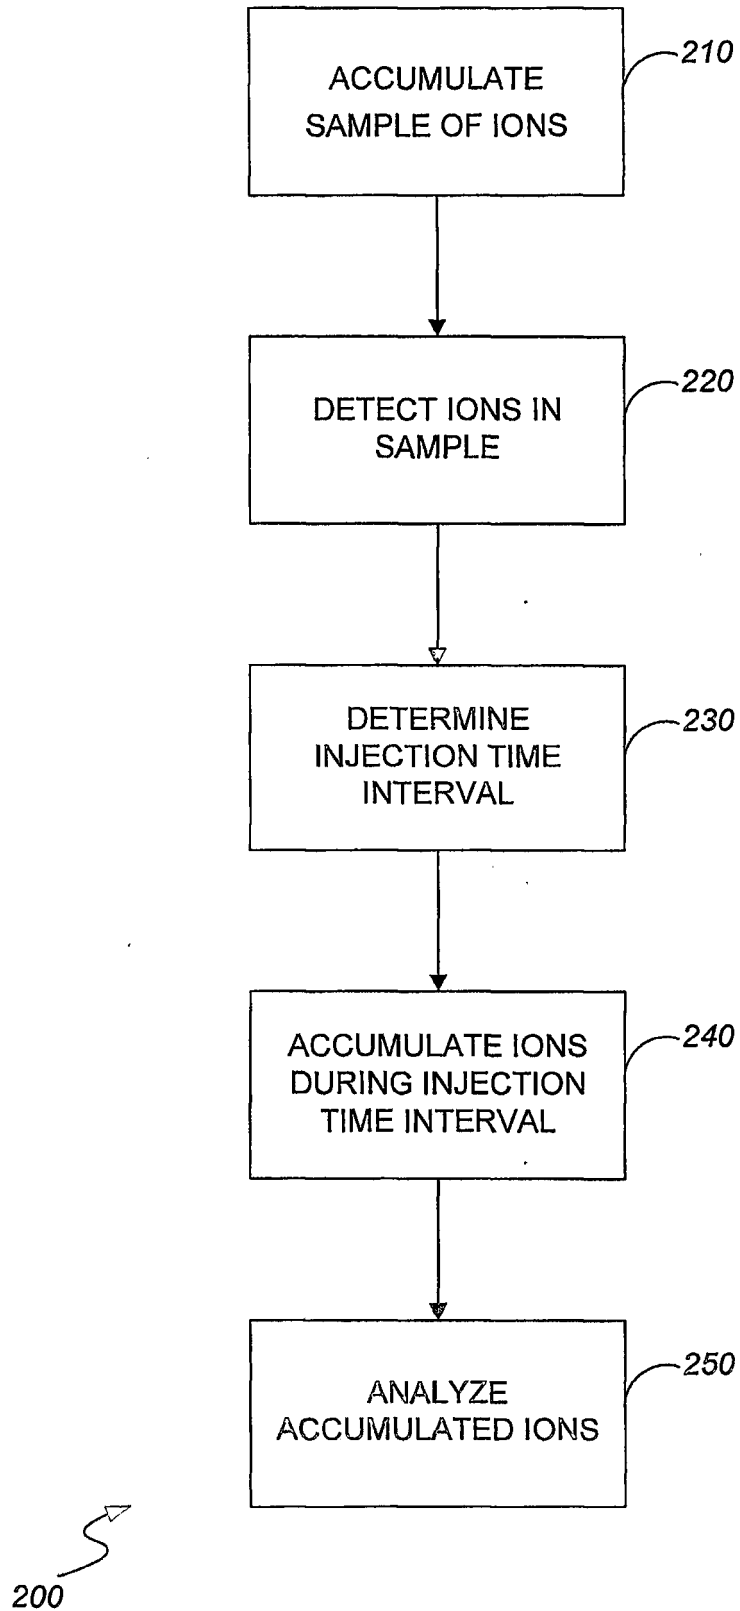 ACCUMULATE
SAMPLE OF IONS
210
DETECT IONS IN
SAMPLE
220
DETERMINE
INJECTION TIME
INTERVAL
230
ACCUMULATE IONS
DURING INJECTION
TIME INTERVAL
240
ANALYZE
ACCUMULATED IONS
250
200